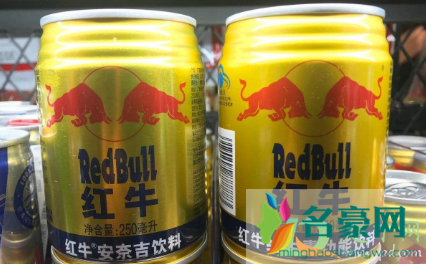 RedBull
红牛
净含量:250毫升
红牛®安奈吉饮料
RedBull
红牛
红牛
功能饮料
名豪网